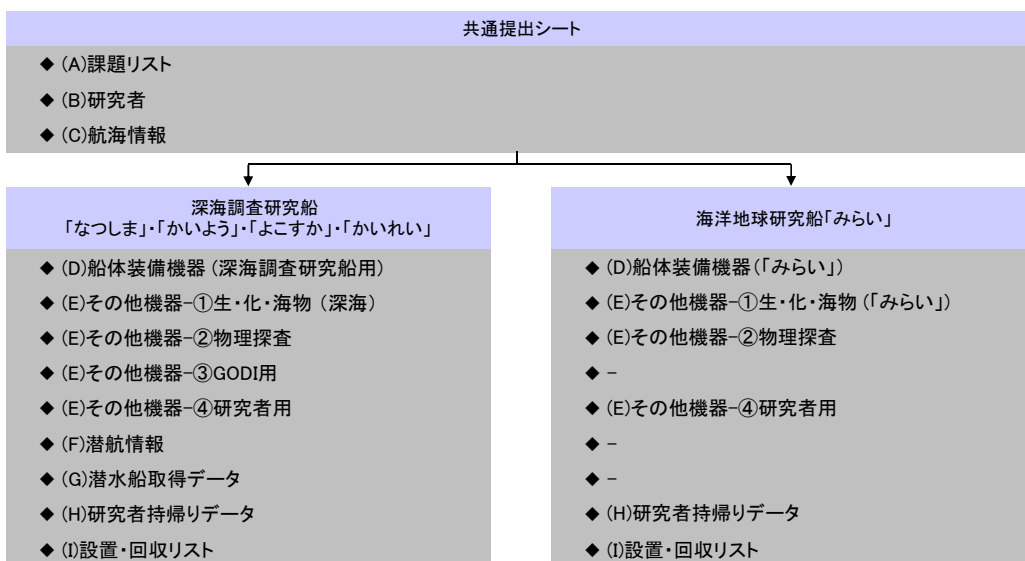 共通提出シート
◆ (A)課題リスト
◆ (B)研究者
◆ (C)航海情報
深海調査研究船
「なつしま」・「かいよう」・「よこすか」・「かいれい」
◆ (D)船体装備機器 (深海調査研究船用)
◆ (E)その他機器-①生・化・海物 (深海)
◆ (E)その他機器-②物理探査
◆ (E)その他機器-③GODI用
◆ (E)その他機器-④研究者用
◆ (F)潜航情報
◆ (G)潜水船取得データ
◆ (H)研究者持帰りデータ
◆ (I)設置・回収リスト
海洋地球研究船「みらい」
◆ (D)船体装備機器(「みらい」)
◆ (E)その他機器-①生・化・海物 (「みらい」)
◆ (E)その他機器-②物理探査
◆ -
◆ (E)その他機器-④研究者用
◆ -
◆ -
◆ (H)研究者持帰りデータ
◆ (I)設置・回収リスト